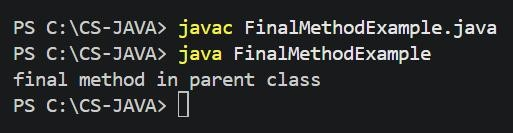 PS C:\CS-JAVA> javac FinalMethodExample.java
PS C:\CS-JAVA> java FinalMethodExample
final method in parent class
PS C:\CS-JAVA>